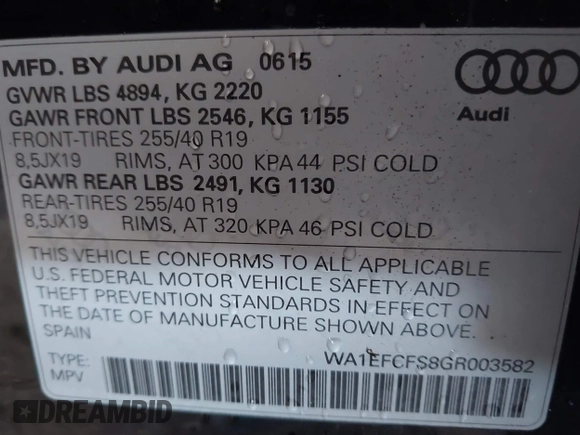 MFD. BY AUDI AG 0615
GVWR LBS 4894, KG 2220
GAWR FRONT LBS 2546, KG 1155
FRONT-TIRES 255/40 R19
8,5JX19 RIMS, AT 300 KPA 44 PSI COLD
GAWR REAR LBS 2491, KG 1130
REAR-TIRES 255/40 R19
8,5JX19 RIMS, AT 320 KPA 46 PSI COLD
Audi
THIS VEHICLE CONFORMS TO ALL APPLICABLE
U.S. FEDERAL MOTOR VEHICLE SAFETY AND
THEFT PREVENTION STANDARDS IN EFFECT ON
THE DATE OF MANUFACTURE SHOWN ABOVE.
SPAIN
WA1EFCFS8GR003582
TYPE:
MPV
DREAMBID